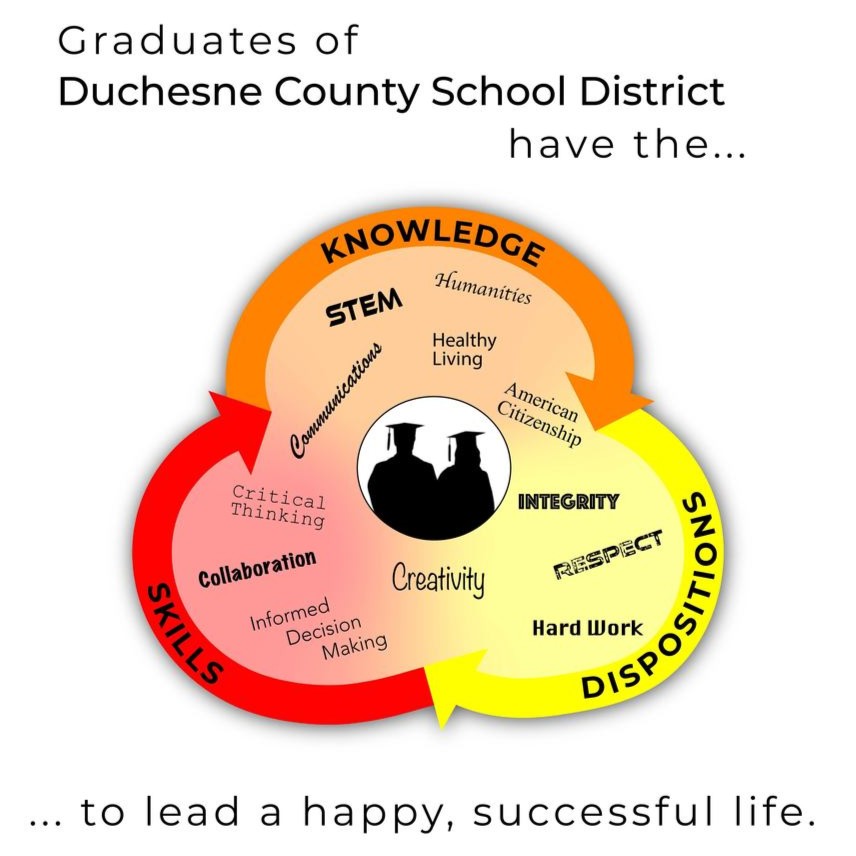 Graduates of
Duchesne County School District
have the...
KNOWLEDGE
STEM
Humanities
Healthy
Living
Communications
American
Citizenship
Critical
Thinking
Collaboration
Informed
Decision
Making
SKILLS
Creativity
INTEGRITY
RESPECT
Hard Work
DISPOSITIONS
... to lead a happy, successful life.